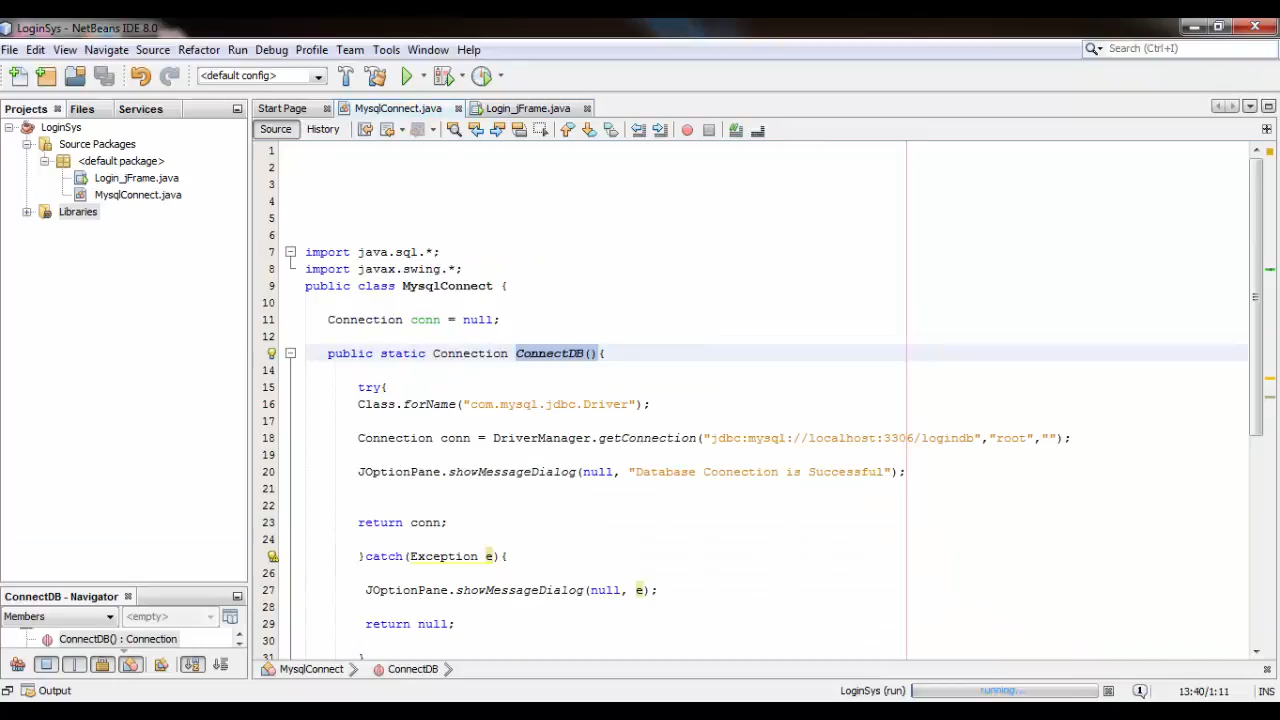 LoginSys - NetBeans IDE 8.0
File Edit View Navigate Source Refactor Run Debug Profile Team Tools Window Help
Search (Ctrl+I)
<default config>
Projects Files Services
Start Page MysqlConnect.java Login_jFrame.java
Source History
LoginSys
Source Packages
<default package>
Login_jFrame.java
MysqlConnect.java
Libraries
1
2
3
4
5
6
7 import java.sql.*;
8 import javax.swing.*;
9 public class MysqlConnect {
10
11 Connection conn = null;
12
public static Connection ConnectDB(){
14
15 try{
16 Class.forName("com.mysql.jdbc.Driver");
17
18 Connection conn = DriverManager.getConnection("jdbc:mysql://localhost:3306/logindb","root","");
19
20 JOptionPane.showMessageDialog(null, "Database Coonection is Successful");
21
22
23 return conn;
24
}catch(Exception e){
26
27 JOptionPane.showMessageDialog(null, e);
28
29 return null;
30
}
ConnectDB - Navigator
Members <empty>
ConnectDB() : Connection
MysqlConnect ConnectDB
Output
LoginSys (run) running... 1 13:40/1:11 INS